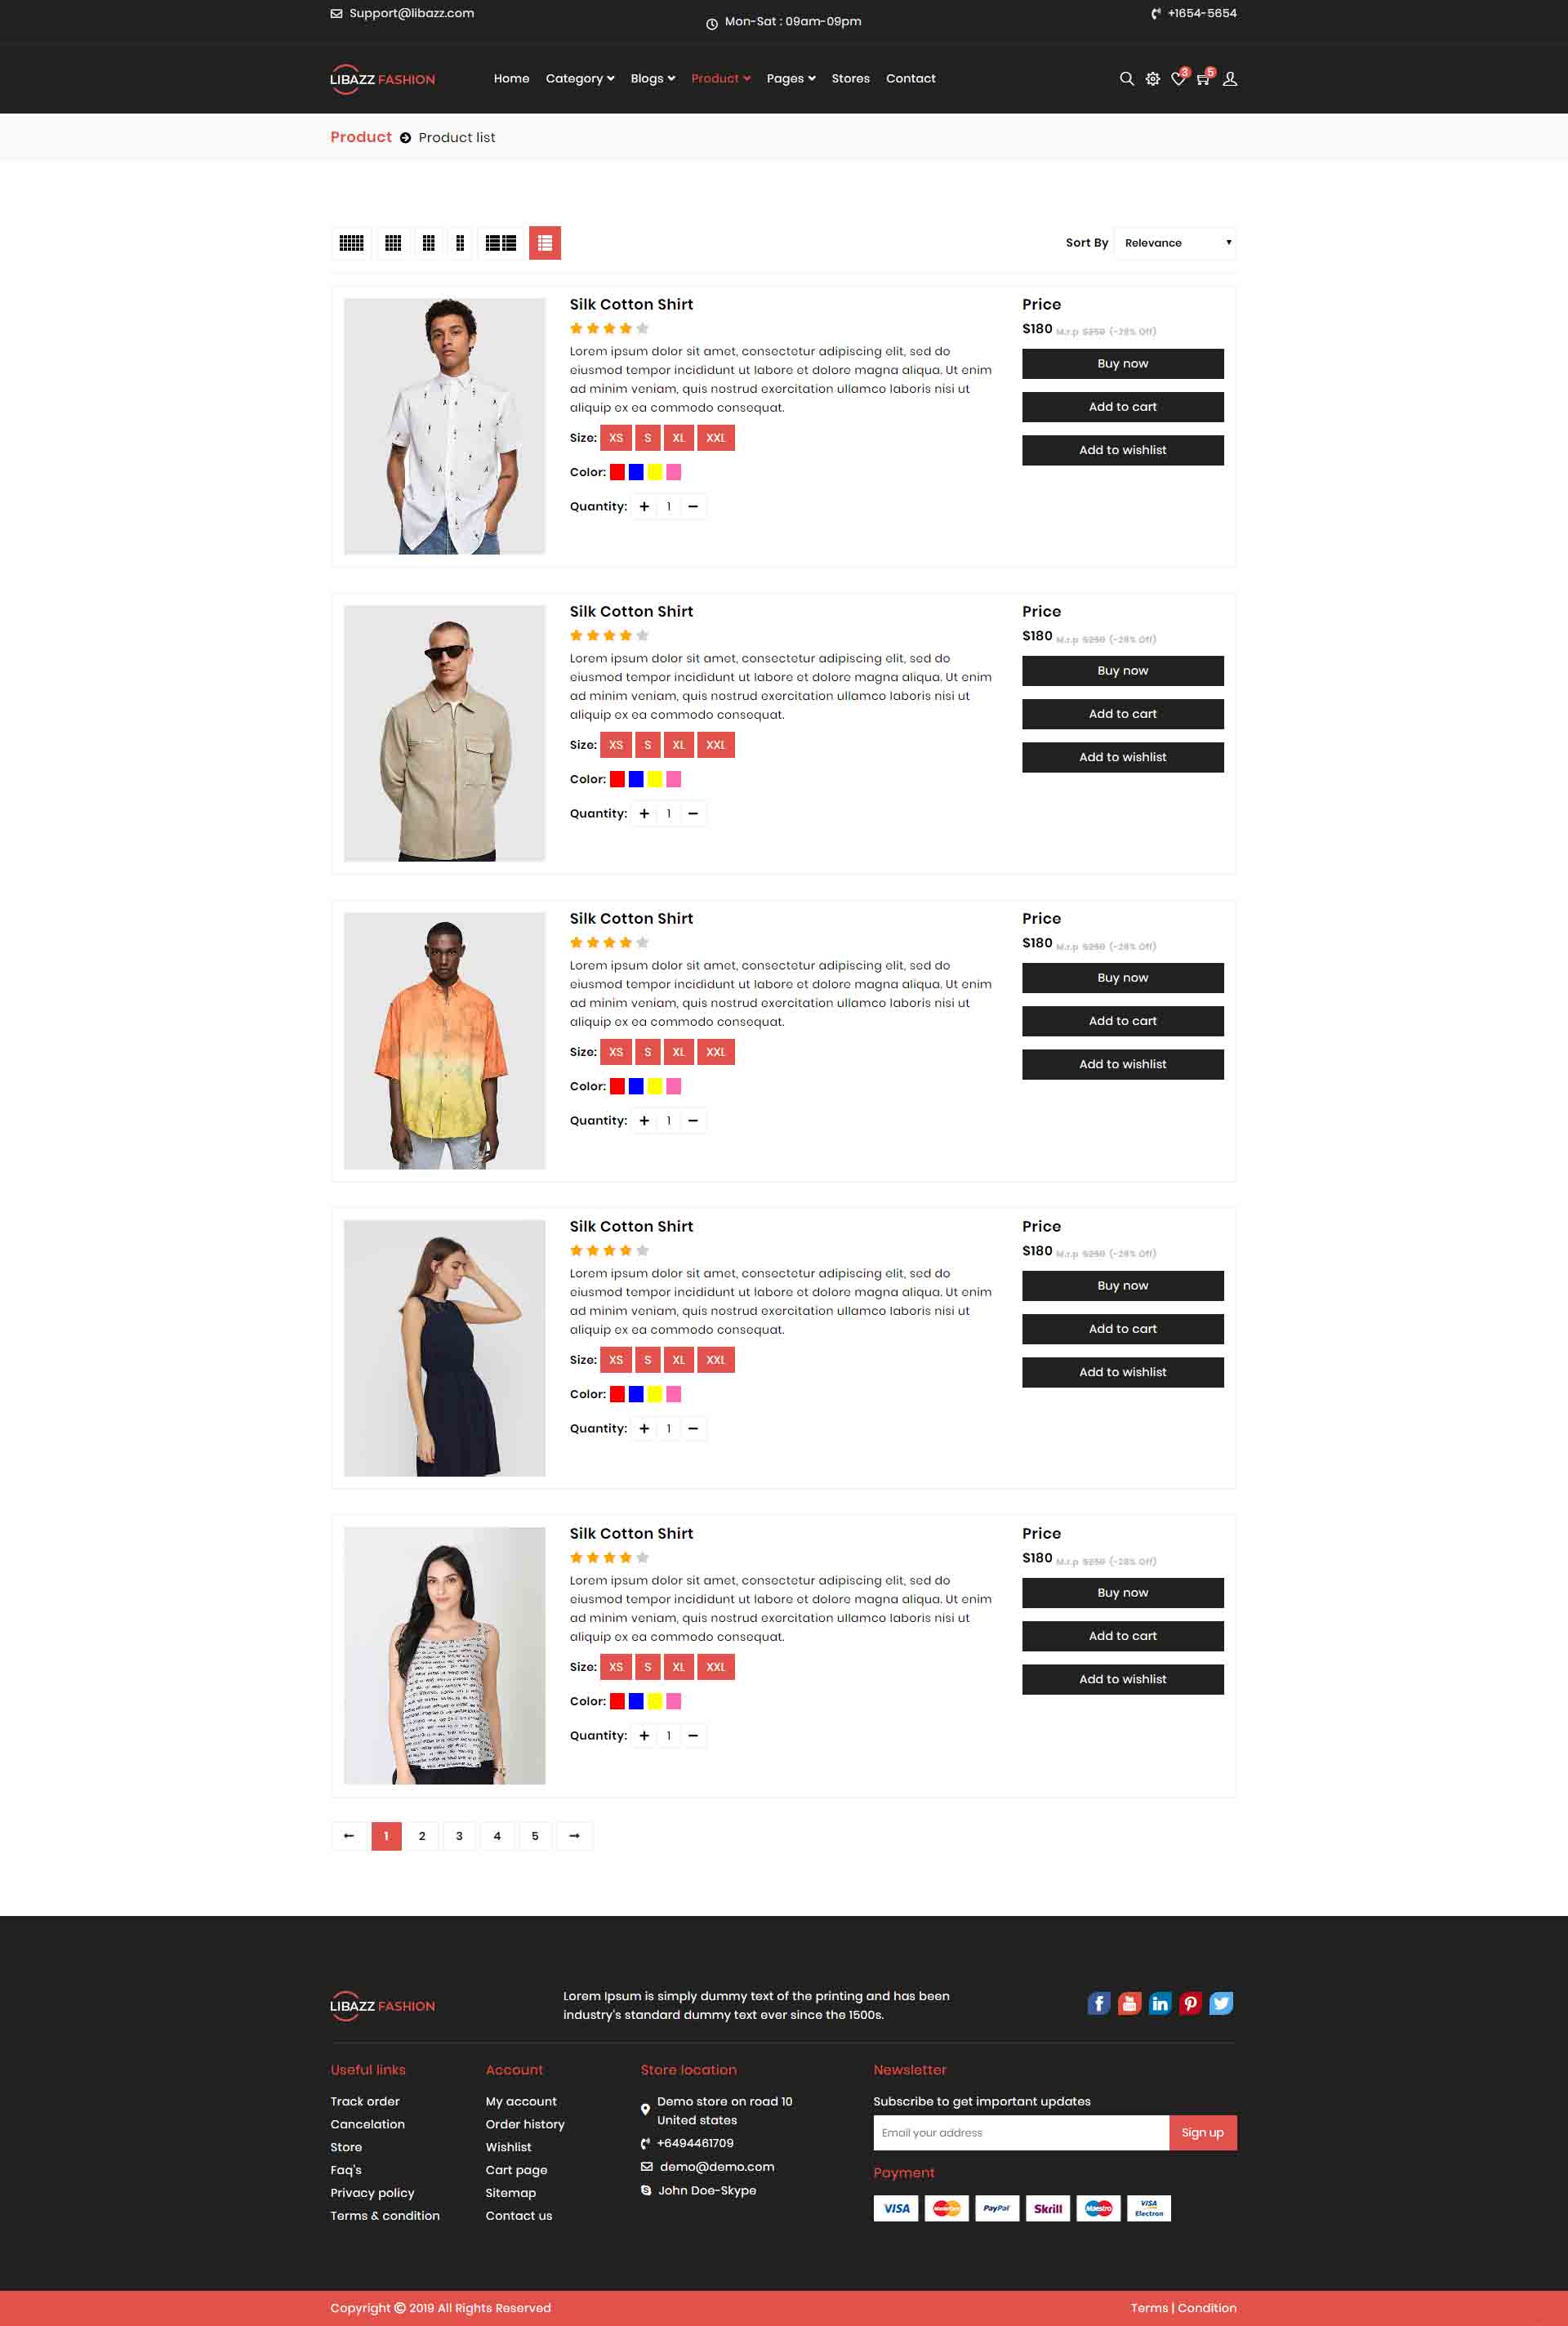 Support@libazz.com
Mon-Sat : 09am-09pm
+1654-5654
LIBAZZ FASHION
Home Category Blogs Product Pages Stores Contact
3 5
Product Product list
Sort By Relevance
Silk Cotton Shirt
Lorem ipsum dolor sit amet, consectetur adipiscing elit, sed do
eiusmod tempor incididunt ut labore et dolore magna aliqua. Ut enim
ad minim veniam, quis nostrud exercitation ullamco laboris nisi ut
aliquip ex ea commodo consequat.
Size: XS S XL XXL
Color:
Quantity: + 1 −
Price
$180 M.r.p $250 (-28% Off)
Buy now
Add to cart
Add to wishlist
Silk Cotton Shirt
Lorem ipsum dolor sit amet, consectetur adipiscing elit, sed do
eiusmod tempor incididunt ut labore et dolore magna aliqua. Ut enim
ad minim veniam, quis nostrud exercitation ullamco laboris nisi ut
aliquip ex ea commodo consequat.
Size: XS S XL XXL
Color:
Quantity: + 1 −
Price
$180 M.r.p $250 (-28% Off)
Buy now
Add to cart
Add to wishlist
Silk Cotton Shirt
Lorem ipsum dolor sit amet, consectetur adipiscing elit, sed do
eiusmod tempor incididunt ut labore et dolore magna aliqua. Ut enim
ad minim veniam, quis nostrud exercitation ullamco laboris nisi ut
aliquip ex ea commodo consequat.
Size: XS S XL XXL
Color:
Quantity: + 1 −
Price
$180 M.r.p $250 (-28% Off)
Buy now
Add to cart
Add to wishlist
Silk Cotton Shirt
Lorem ipsum dolor sit amet, consectetur adipiscing elit, sed do
eiusmod tempor incididunt ut labore et dolore magna aliqua. Ut enim
ad minim veniam, quis nostrud exercitation ullamco laboris nisi ut
aliquip ex ea commodo consequat.
Size: XS S XL XXL
Color:
Quantity: + 1 −
Price
$180 M.r.p $250 (-28% Off)
Buy now
Add to cart
Add to wishlist
Silk Cotton Shirt
Lorem ipsum dolor sit amet, consectetur adipiscing elit, sed do
eiusmod tempor incididunt ut labore et dolore magna aliqua. Ut enim
ad minim veniam, quis nostrud exercitation ullamco laboris nisi ut
aliquip ex ea commodo consequat.
Size: XS S XL XXL
Color:
Quantity: + 1 −
Price
$180 M.r.p $250 (-28% Off)
Buy now
Add to cart
Add to wishlist
← 1 2 3 4 5 →
LIBAZZ FASHION
Lorem Ipsum is simply dummy text of the printing and has been
industry's standard dummy text ever since the 1500s.
Useful links
Track order
Cancelation
Store
Faq's
Privacy policy
Terms & condition
Account
My account
Order history
Wishlist
Cart page
Sitemap
Contact us
Store location
Demo store on road 10
United states
+6494461709
demo@demo.com
John Doe-Skype
Newsletter
Subscribe to get important updates
Email your address Sign up
Payment
VISA MasterCard PayPal Skrill Maestro VISA Electron
Copyright © 2019 All Rights Reserved
Terms | Condition